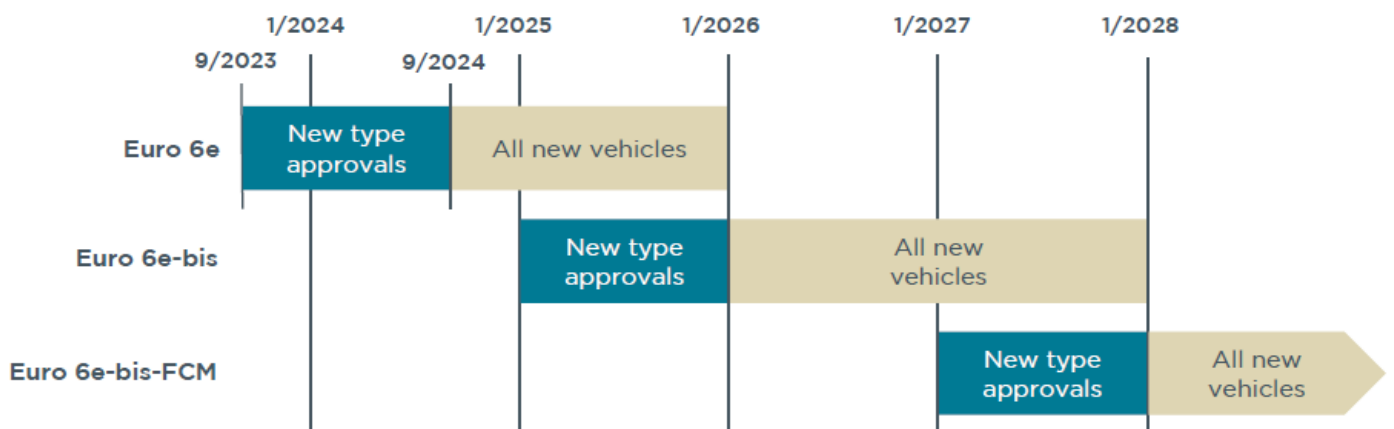 1/2024
1/2025
1/2026
1/2027
1/2028
9/2023
9/2024
Euro 6e
New type
approvals
All new vehicles
Euro 6e-bis
New type
approvals
All new
vehicles
Euro 6e-bis-FCM
New type
approvals
All new
vehicles